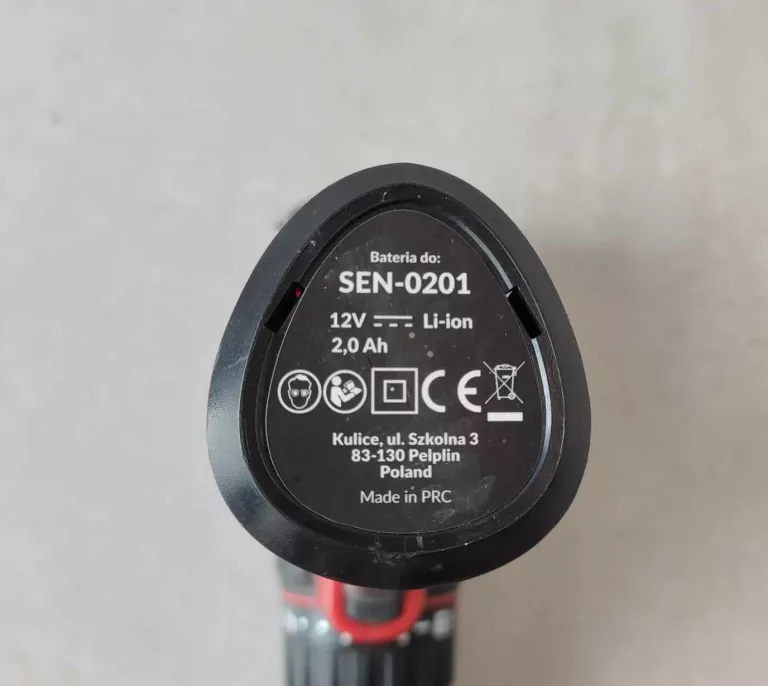 Bateria do:
SEN-0201
12V Li-ion
2,0 Ah
CE
Kulice, ul. Szkolna 3
83-130 Pelplin
Poland
Made in PRC